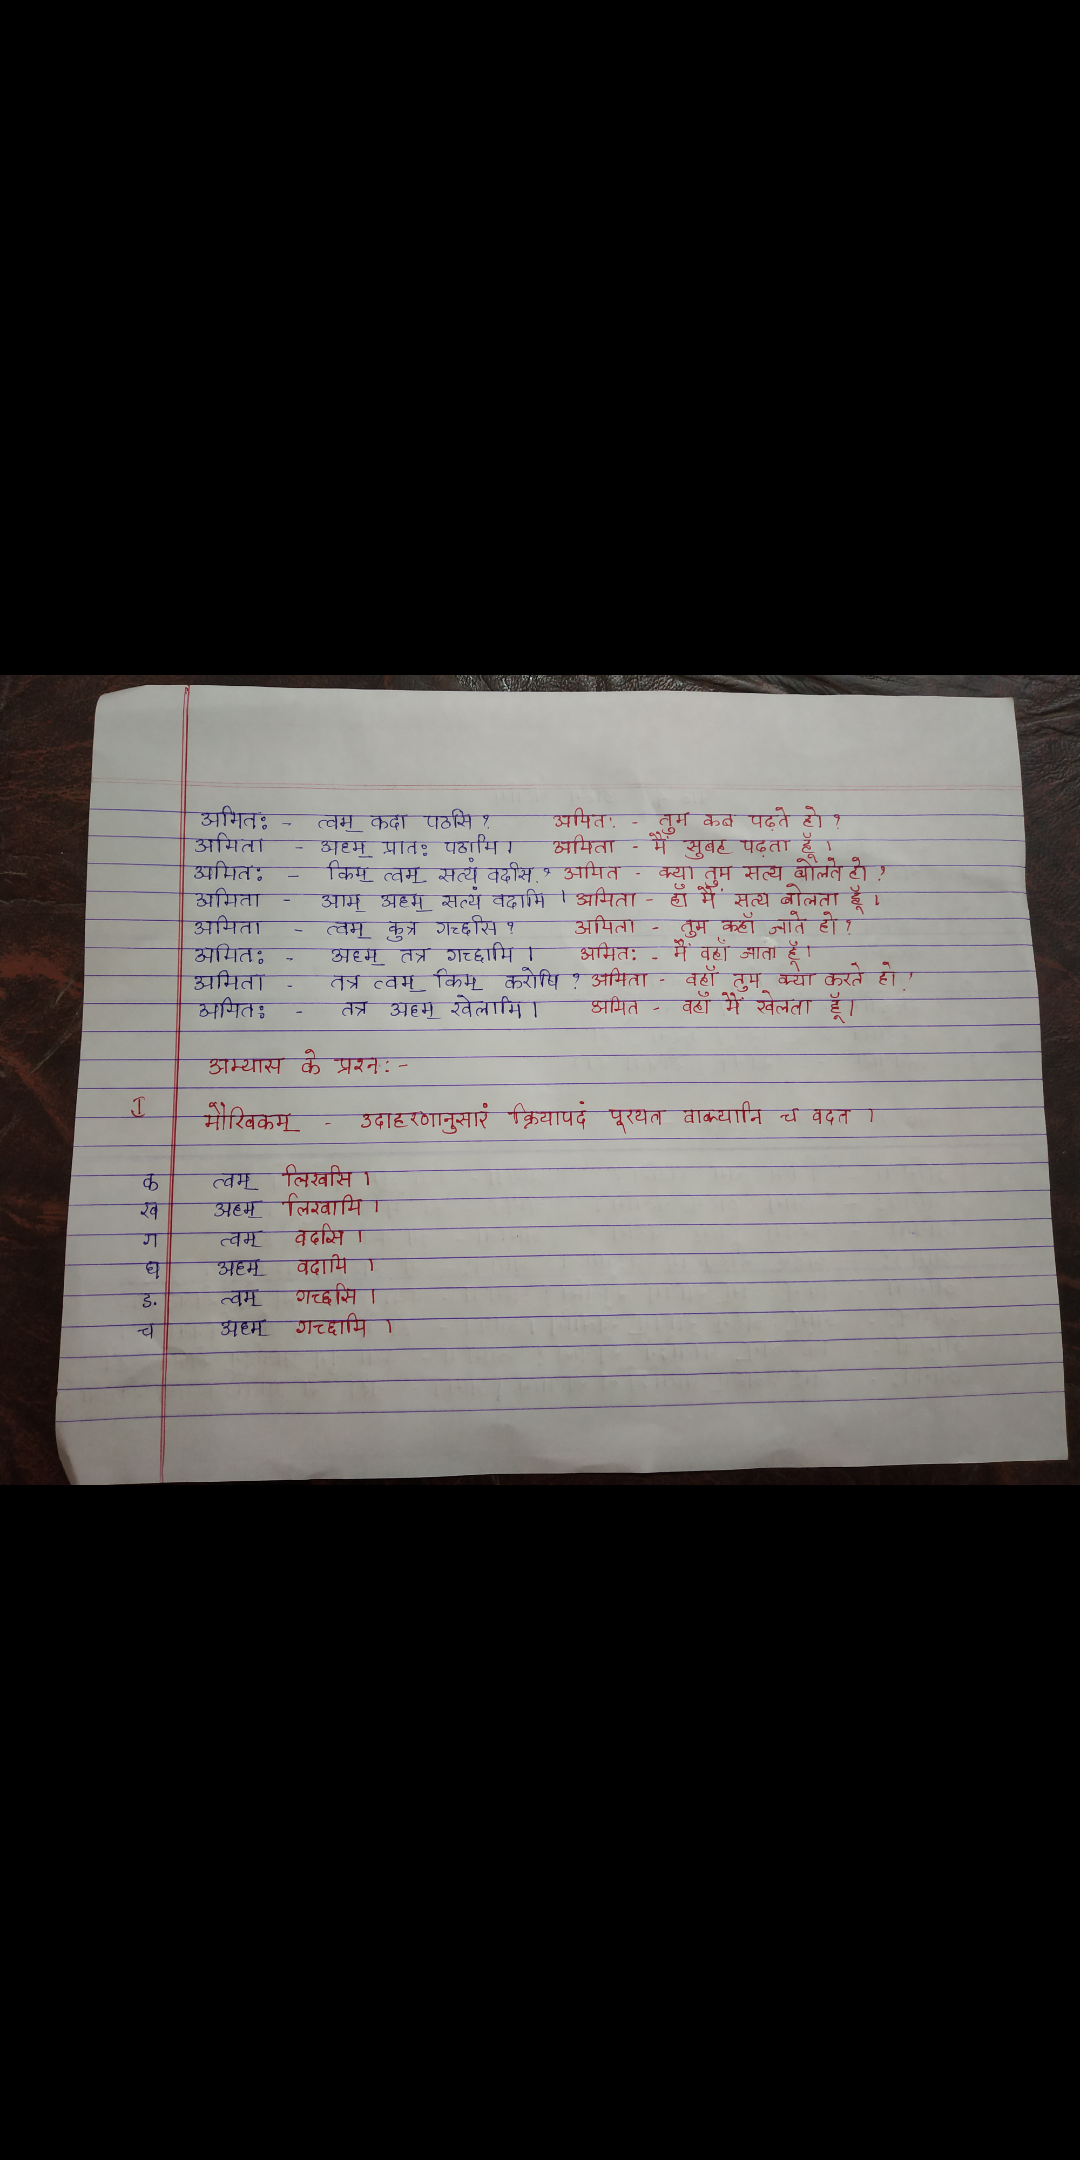 अमितः - त्वम् कदा पठसि ? अमितः - तुम कब पढ़ते हो ?
अमिता - अहम् प्रातः पठामि । अमिता - मैं सुबह पढ़ता हूँ ।
अमितः - किम् त्वम् सत्यं वदसि ? अमित - क्या तुम सत्य बोलते हो ?
अमिता - आम् अहम् सत्यं वदामि । अमिता - हाँ मैं सत्य बोलता हूँ ।
अमिता - त्वम् कुत्र गच्छसि ? अमिता - तुम कहाँ जाते हो ?
अमितः - अहम् तत्र गच्छामि । अमितः - मैं वहाँ जाता हूँ ।
अमिता - तत्र त्वम् किम् करोषि ? अमिता - वहाँ तुम क्या करते हो ?
अमितः - तत्र अहम् खेलामि । अमित - वहाँ मैं खेलता हूँ ।
अभ्यास के प्रश्न :-
I मौखिकम् - उदाहरणानुसारं क्रियापदं पूरयत वाक्यानि च वदत ।
क त्वम् लिखसि ।
ख अहम् लिखामि ।
ग त्वम् वदसि ।
घ अहम् वदामि ।
ड. त्वम् गच्छसि ।
च अहम् गच्छामि ।